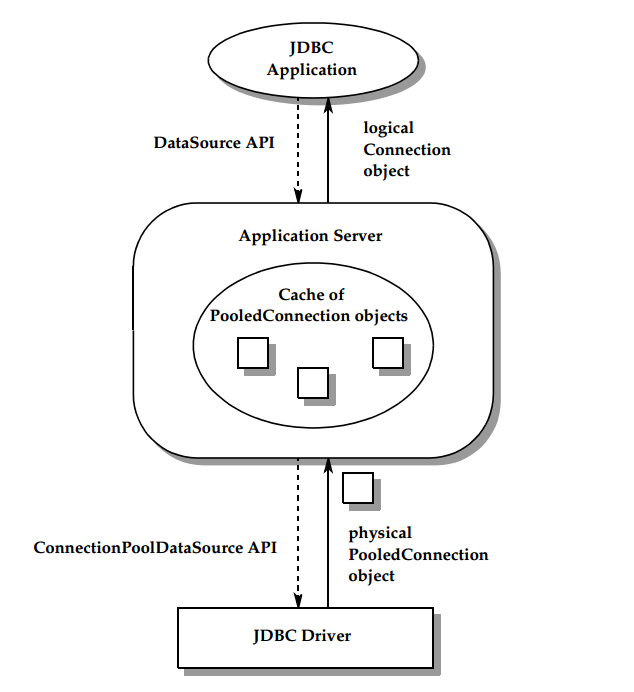 JDBC
Application
DataSource API
logical
Connection
object
Application Server
Cache of
PooledConnection objects
physical
ConnectionPoolDataSource API
PooledConnection
object
JDBC Driver